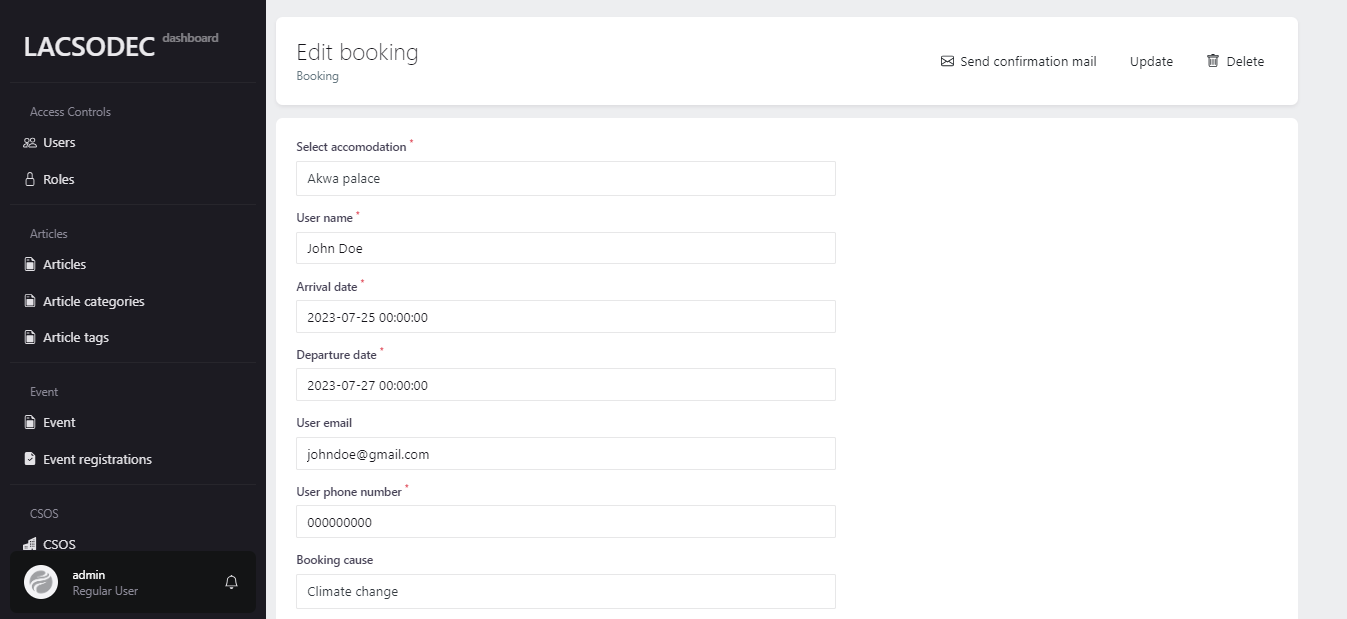 LACSODEC dashboard
Access Controls
Users
Roles
Articles
Articles
Article categories
Article tags
Event
Event
Event registrations
CSOS
CSOS
admin
Regular User
Edit booking
Booking
Send confirmation mail
Update
Delete
Select accomodation *
Akwa palace
User name *
John Doe
Arrival date *
2023-07-25 00:00:00
Departure date *
2023-07-27 00:00:00
User email
johndoe@gmail.com
User phone number *
000000000
Booking cause
Climate change